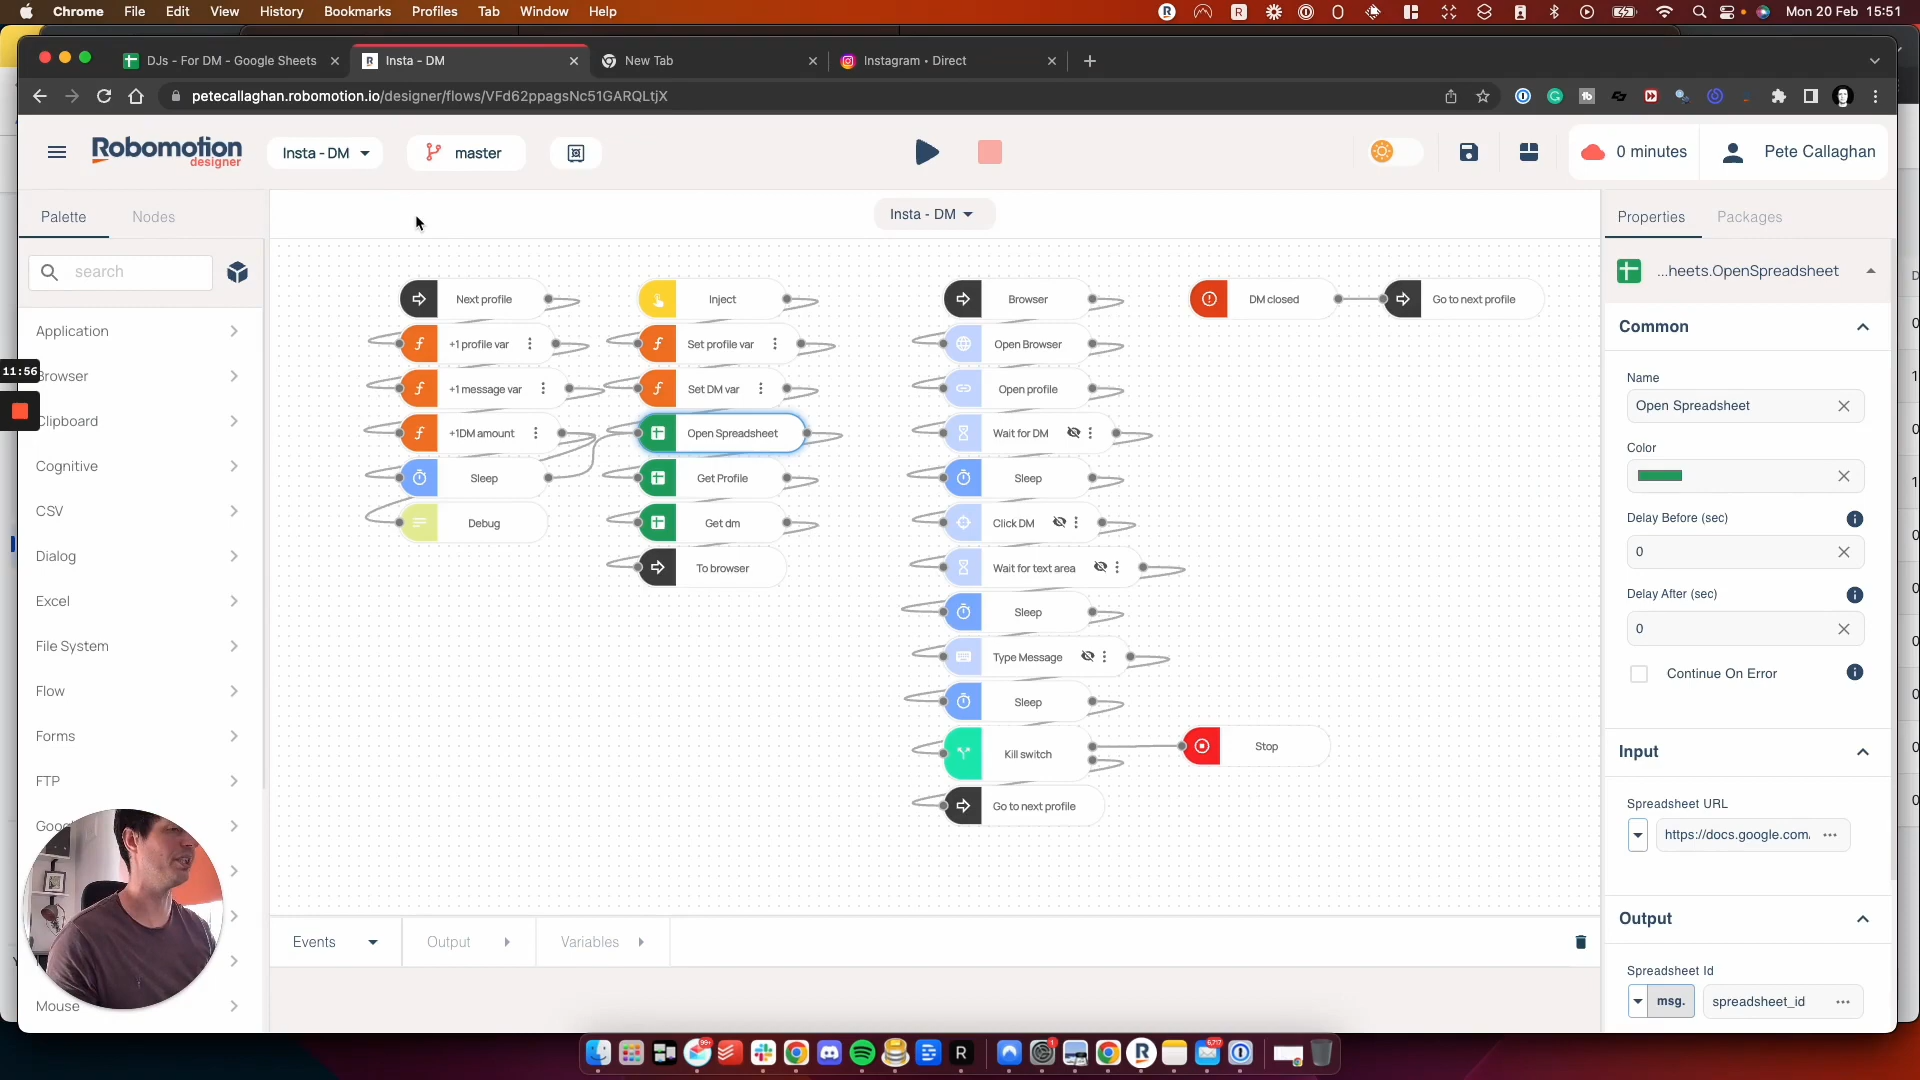 Chrome File Edit View History Bookmarks Profiles Tab Window Help Mon 20 Feb 15:51
DJs - For DM - Google Sheets Insta - DM New Tab Instagram • Direct
petecallaghan.robomotion.io/designer/flows/VFd62ppagsNc51GARQLtjX
Robomotion
designer
Insta - DM master 0 minutes Pete Callaghan
Palette Nodes
Insta - DM
Properties Packages
search
...heets.OpenSpreadsheet
Application
Browser
Clipboard
Cognitive
CSV
Dialog
Excel
File System
Flow
Forms
FTP
Mouse
11:56
Next profile
+1 profile var
+1 message var
+1DM amount
Sleep
Debug
Inject
Set profile var
Set DM var
Open Spreadsheet
Get Profile
Get dm
To browser
Browser
Open Browser
Open profile
Wait for DM
Sleep
Click DM
Wait for text area
Sleep
Type Message
Sleep
Kill switch
Go to next profile
DM closed
Go to next profile
Stop
Common
Name
Open Spreadsheet
Color
Delay Before (sec)
0
Delay After (sec)
0
Continue On Error
Input
Spreadsheet URL
https://docs.google.com.
Output
Spreadsheet Id
msg. spreadsheet_id
Events Output Variables